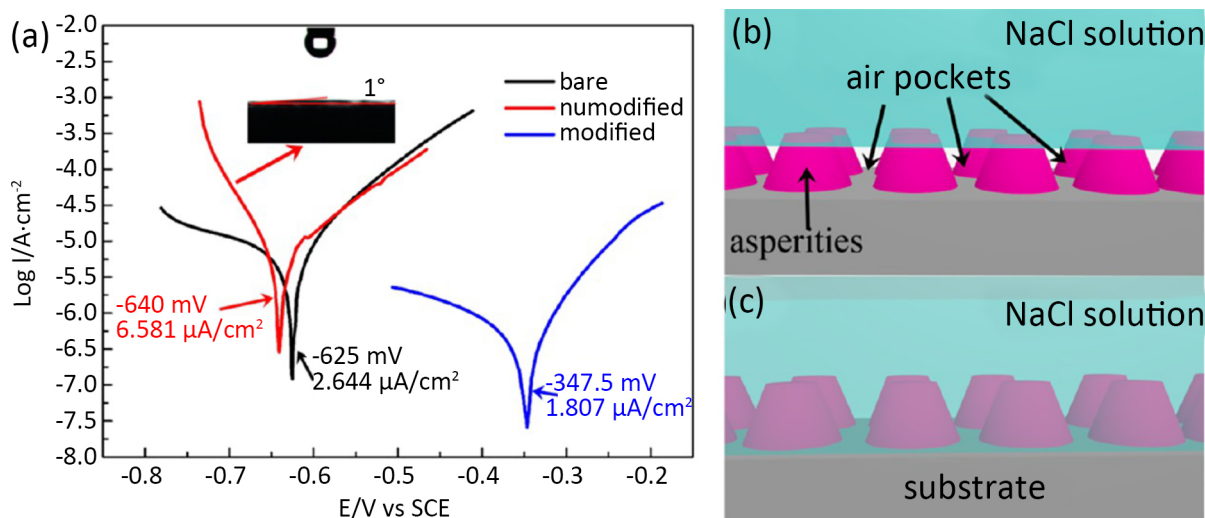 (a)
-2.0
-2.5
-3.0
-3.5
-4.0
-4.5
-5.0
-5.5
-6.0
-6.5
-7.0
-7.5
-8.0
Log I/A·cm-2
1°
bare
numodified
modified
-640 mV
6.581 µA/cm2
-625 mV
2.644 µA/cm2
-347.5 mV
1.807 µA/cm2
-0.8 -0.7 -0.6 -0.5 -0.4 -0.3 -0.2
E/V vs SCE
(b)
NaCl solution
air pockets
asperities
(c)
NaCl solution
substrate